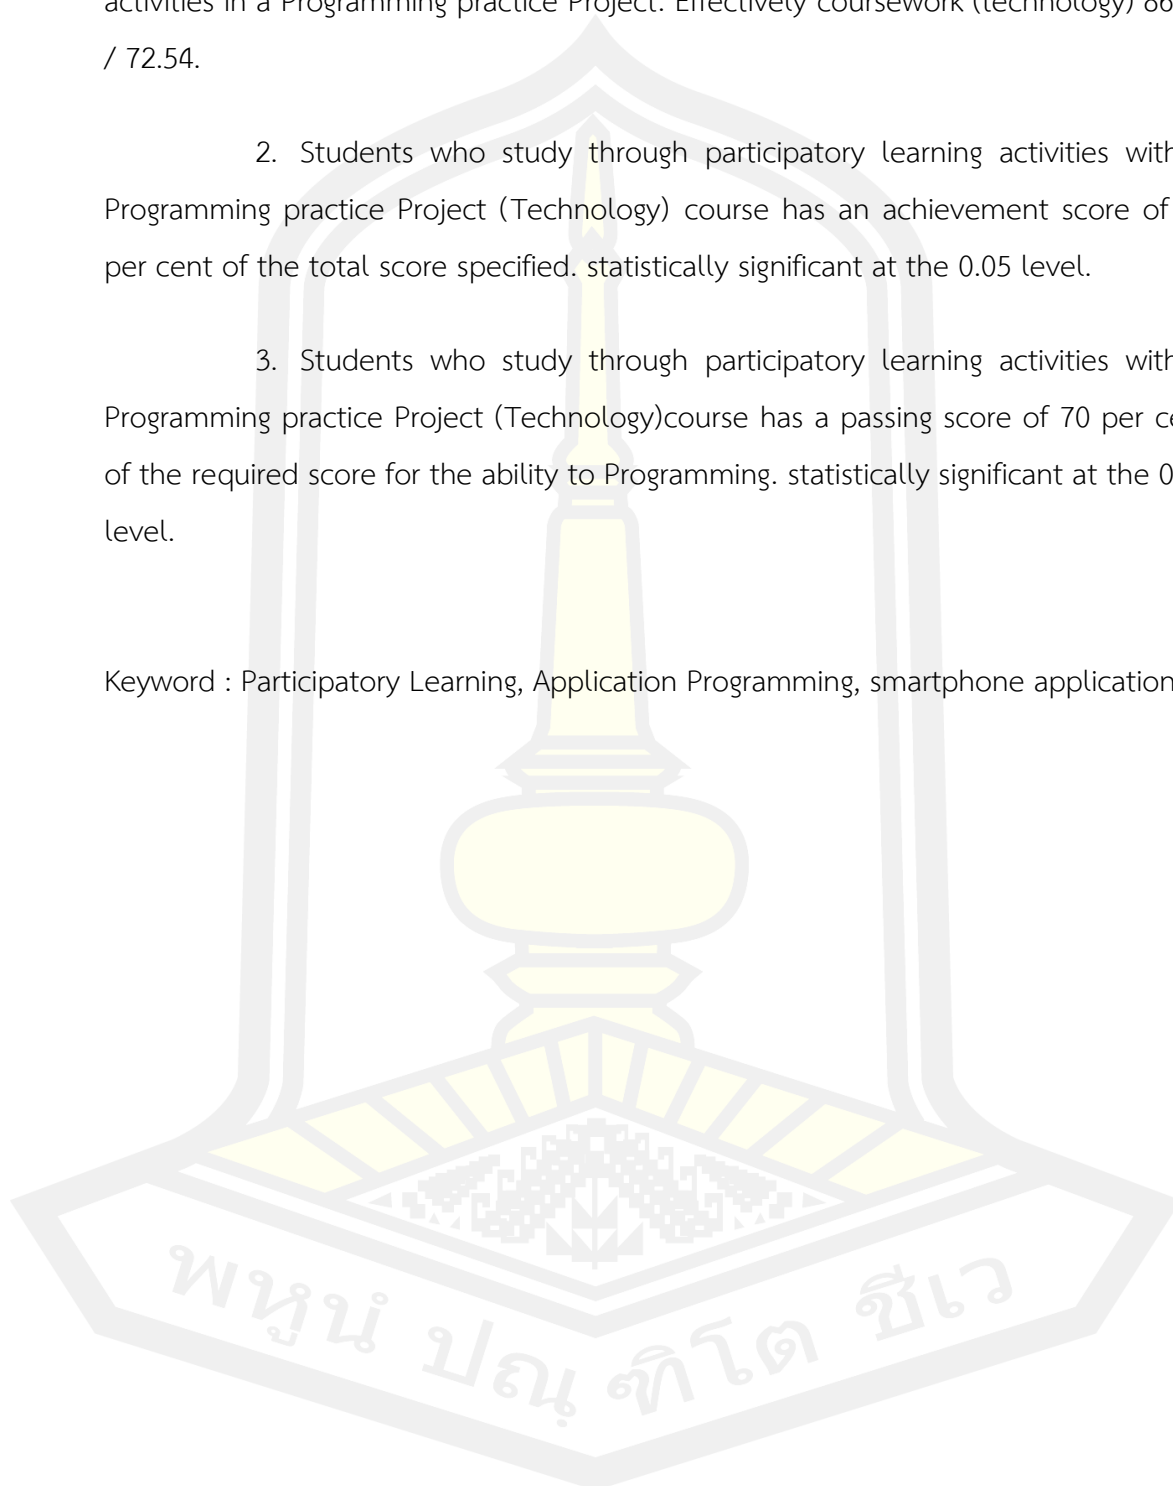 activities in a Programming practice Project. Effectively coursework (technology) 86
/ 72.54.
2. Students who study through participatory learning activities with
Programming practice Project (Technology) course has an achievement score of
per cent of the total score specified. statistically significant at the 0.05 level.
3. Students who study through participatory learning activities with
Programming practice Project (Technology)course has a passing score of 70 per
of the required score for the ability to Programming. statistically significant at the
level.
Keyword : Participatory Learning, Application Programming, smartphone application
พหูนํ ปณฺฑิโต ชีเว